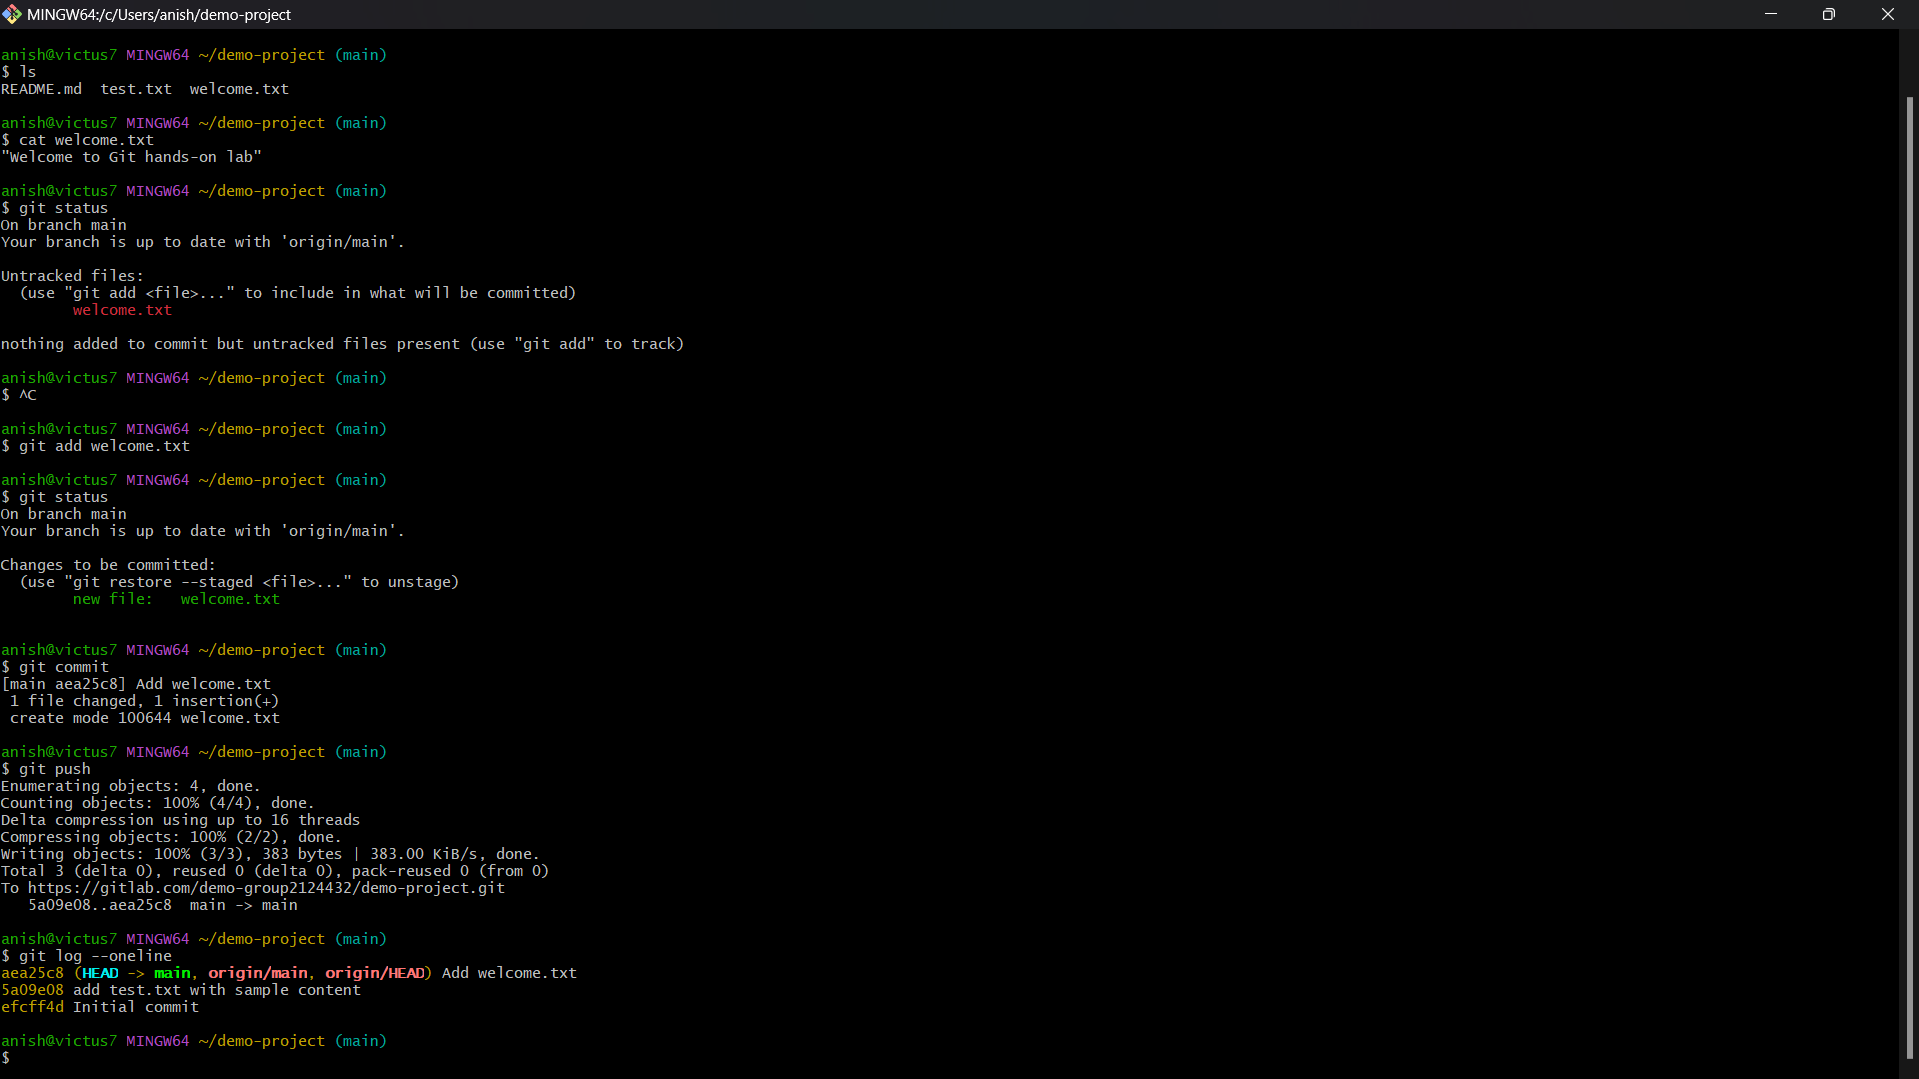 MINGW64:/c/Users/anish/demo-project
anish@victus7 MINGW64 ~/demo-project (main)
$ ls
README.md  test.txt  welcome.txt
anish@victus7 MINGW64 ~/demo-project (main)
$ cat welcome.txt
"Welcome to Git hands-on lab"
anish@victus7 MINGW64 ~/demo-project (main)
$ git status
On branch main
Your branch is up to date with 'origin/main'.
Untracked files:
  (use "git add <file>..." to include in what will be committed)
        welcome.txt
nothing added to commit but untracked files present (use "git add" to track)
anish@victus7 MINGW64 ~/demo-project (main)
$ ^C
anish@victus7 MINGW64 ~/demo-project (main)
$ git add welcome.txt
anish@victus7 MINGW64 ~/demo-project (main)
$ git status
On branch main
Your branch is up to date with 'origin/main'.
Changes to be committed:
  (use "git restore --staged <file>..." to unstage)
        new file:   welcome.txt
anish@victus7 MINGW64 ~/demo-project (main)
$ git commit
[main aea25c8] Add welcome.txt
 1 file changed, 1 insertion(+)
 create mode 100644 welcome.txt
anish@victus7 MINGW64 ~/demo-project (main)
$ git push
Enumerating objects: 4, done.
Counting objects: 100% (4/4), done.
Delta compression using up to 16 threads
Compressing objects: 100% (2/2), done.
Writing objects: 100% (3/3), 383 bytes | 383.00 KiB/s, done.
Total 3 (delta 0), reused 0 (delta 0), pack-reused 0 (from 0)
To https://gitlab.com/demo-group2124432/demo-project.git
   5a09e08..aea25c8  main -> main
anish@victus7 MINGW64 ~/demo-project (main)
$ git log --oneline
aea25c8 (HEAD -> main, origin/main, origin/HEAD) Add welcome.txt
5a09e08 add test.txt with sample content
efcff4d Initial commit
anish@victus7 MINGW64 ~/demo-project (main)
$